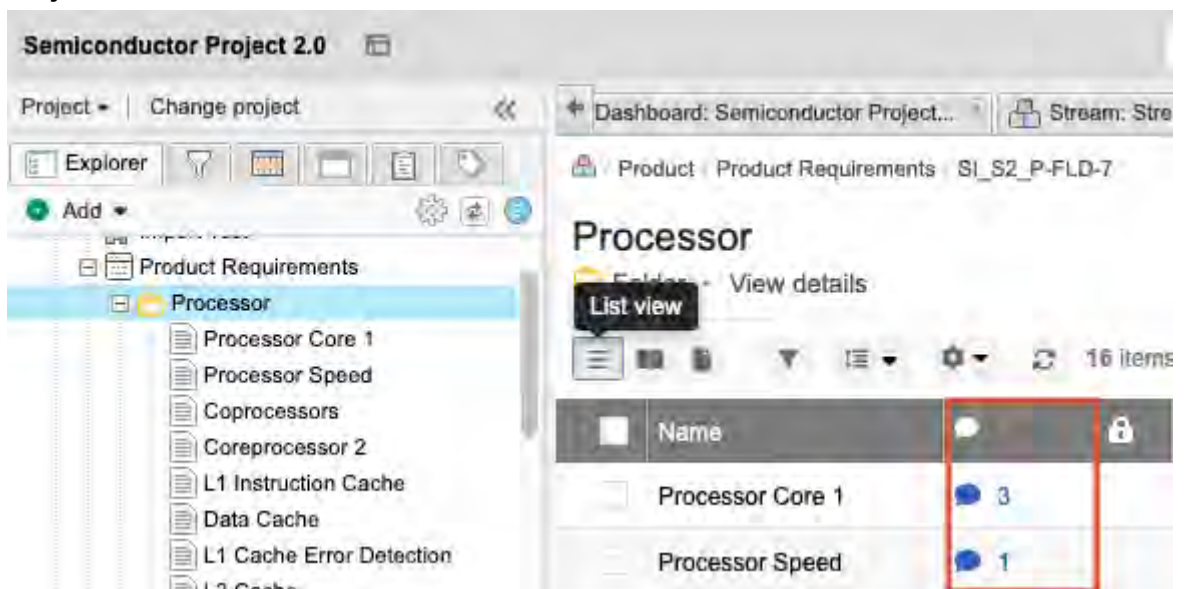 Semiconductor Project 2.0
Project
Change project
Dashboard: Semiconductor Project...
Stream: Stre
Explorer
Product
Product Requirements
SI_S2_P-FLD-7
Add
Processor
Product Requirements
View details
List view
Processor
Processor Core 1
16 items
Processor Speed
Coprocessors
Name
Coreprocessor 2
L1 Instruction Cache
Processor Core 1
3
Data Cache
L1 Cache Error Detection
Processor Speed
1